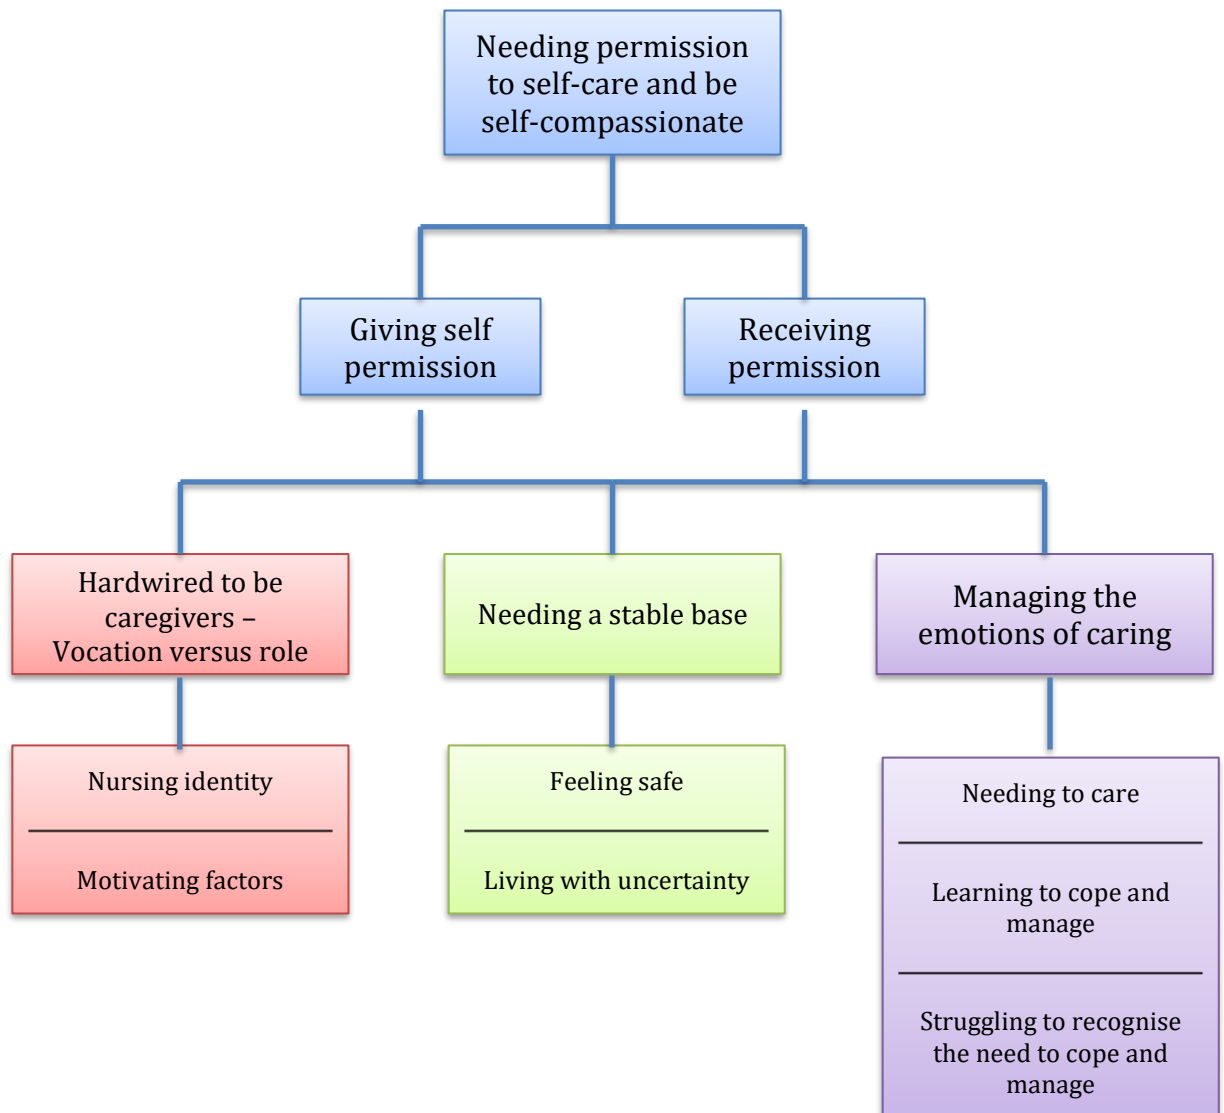 Needing permission
to self-care and be
self-compassionate
Giving self
permission
Receiving
permission
Hardwired to be
caregivers –
Vocation versus role
Needing a stable base
Managing the
emotions of caring
Nursing identity
Motivating factors
Feeling safe
Living with uncertainty
Needing to care
Learning to cope and
manage
Struggling to recognise
the need to cope and
manage